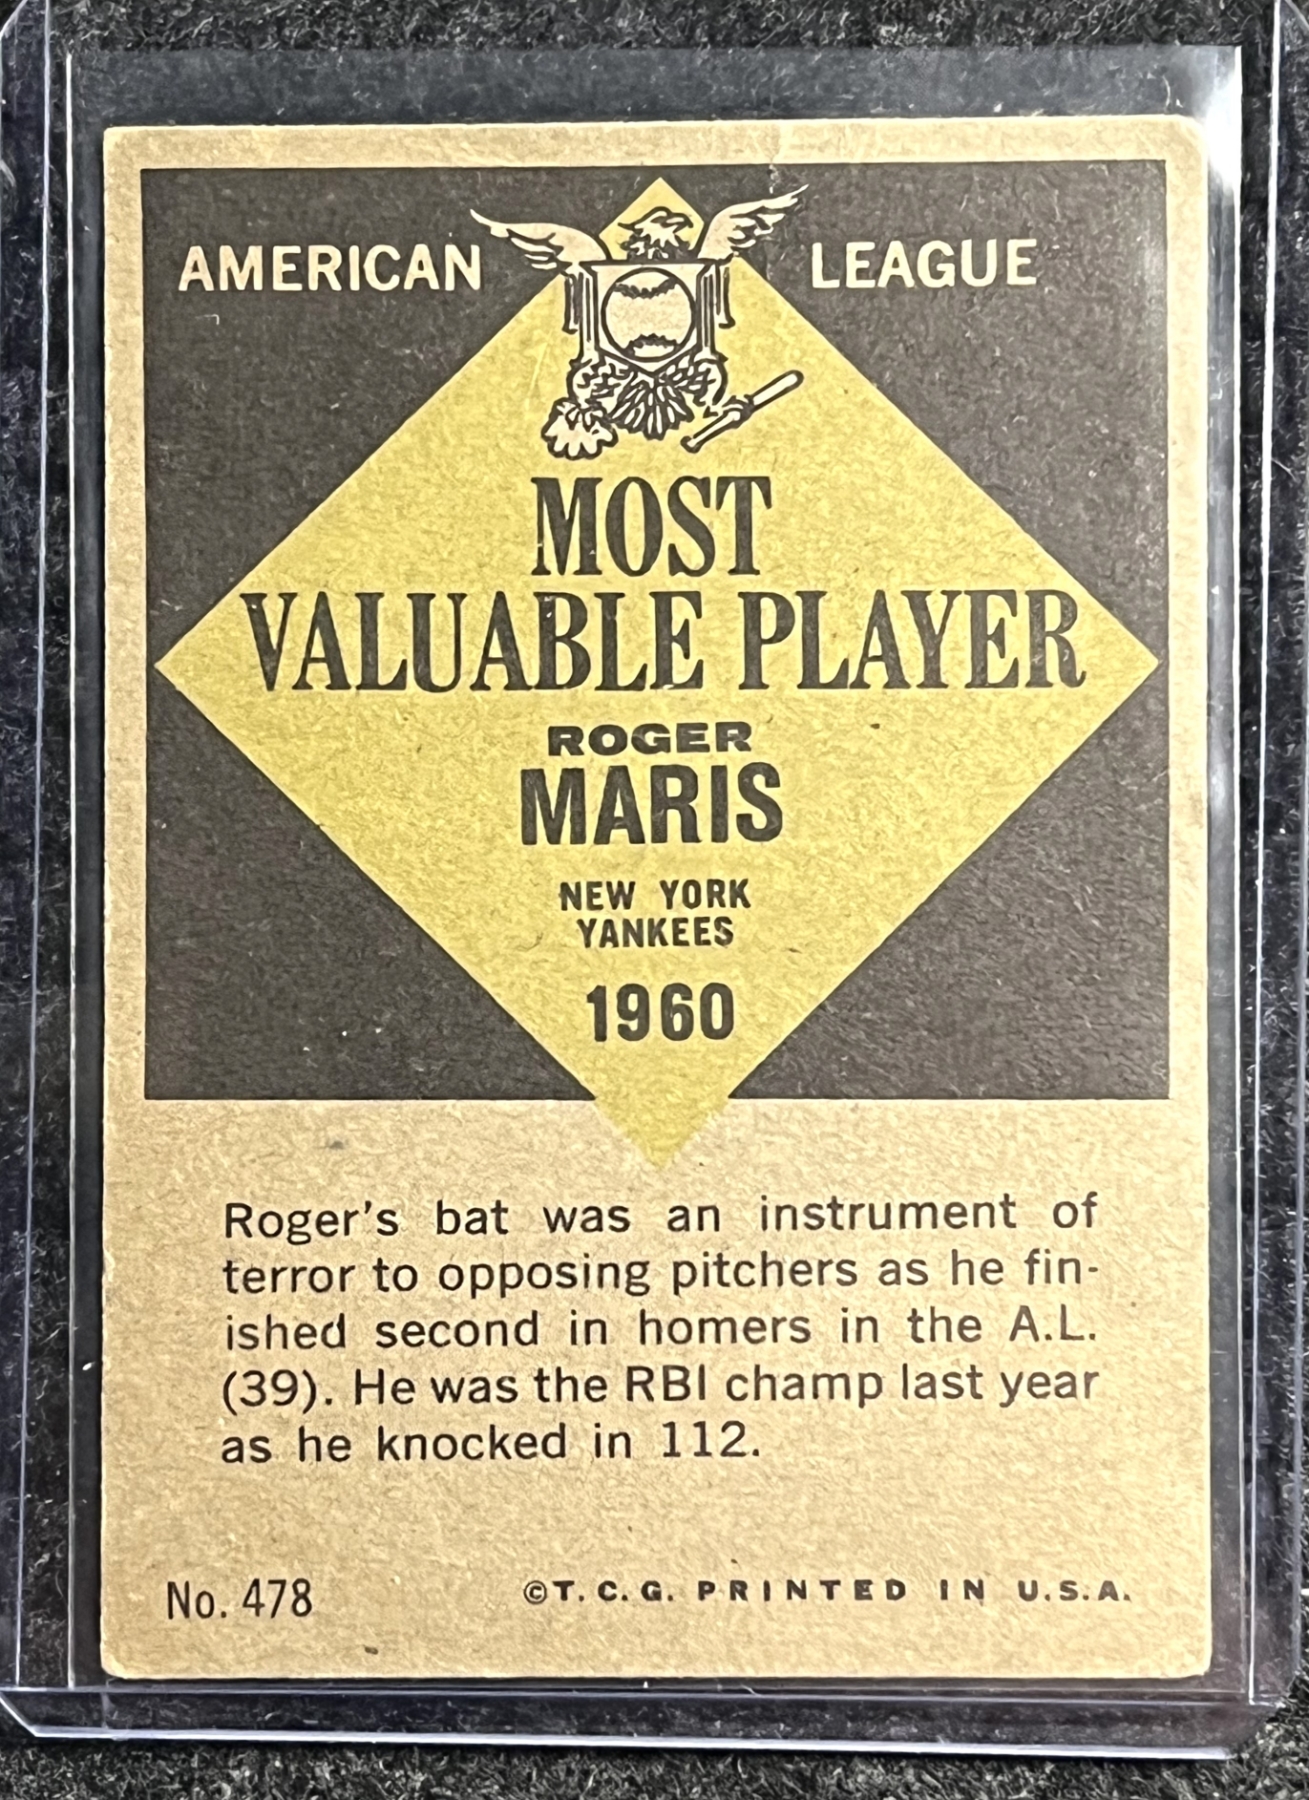 AMERICAN LEAGUE
MOST
VALUABLE PLAYER
ROGER
MARIS
NEW YORK
YANKEES
1960
Roger's bat was an instrument of
terror to opposing pitchers as he fin-
ished second in homers in the A.L.
(39). He was the RBI champ last year
as he knocked in 112.
No. 478 ©T.C.G. PRINTED IN U.S.A.